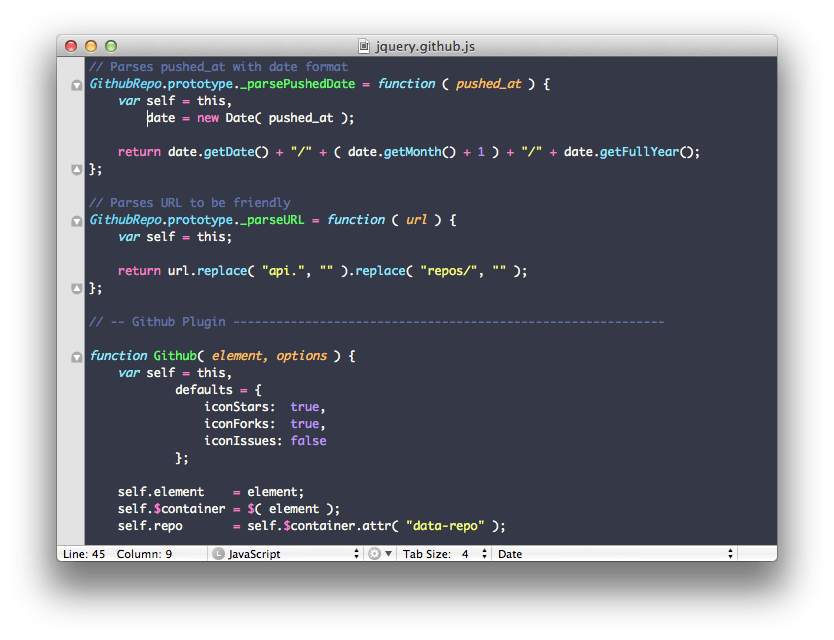 jquery.github.js
// Parses pushed_at with date format
GithubRepo.prototype._parsePushedDate = function ( pushed_at ) {
    var self = this,
        date = new Date( pushed_at );

    return date.getDate() + "/" + ( date.getMonth() + 1 ) + "/" + date.getFullYear();
};

// Parses URL to be friendly
GithubRepo.prototype._parseURL = function ( url ) {
    var self = this;

    return url.replace( "api.", "" ).replace( "repos/", "" );
};

// -- Github Plugin ------------------------------------------------------------

function Github( element, options ) {
    var self = this,
            defaults = {
                iconStars:  true,
                iconForks:  true,
                iconIssues: false
            };

    self.element    = element;
    self.$container = $( element );
    self.repo       = self.$container.attr( "data-repo" );
Line: 45 Column: 9 L JavaScript Tab Size: 4 Date